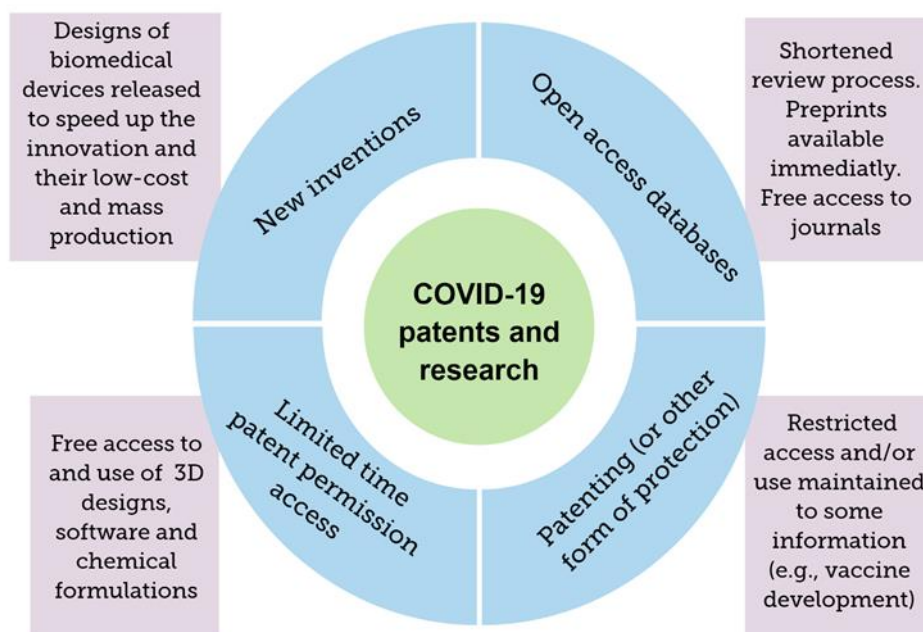 Designs of
biomedical
devices released
to speed up the
innovation and
their low-cost
and mass
production
New inventions
Open access databases
Shortened
review process.
Preprints
available
immediatly.
Free access to
journals
COVID-19
patents and
research
Free access to
and use of 3D
designs,
software and
chemical
formulations
Limited time
patent permission
access
Patenting (or other
form of protection)
Restricted
access and/or
use maintained
to some
information
(e.g., vaccine
development)